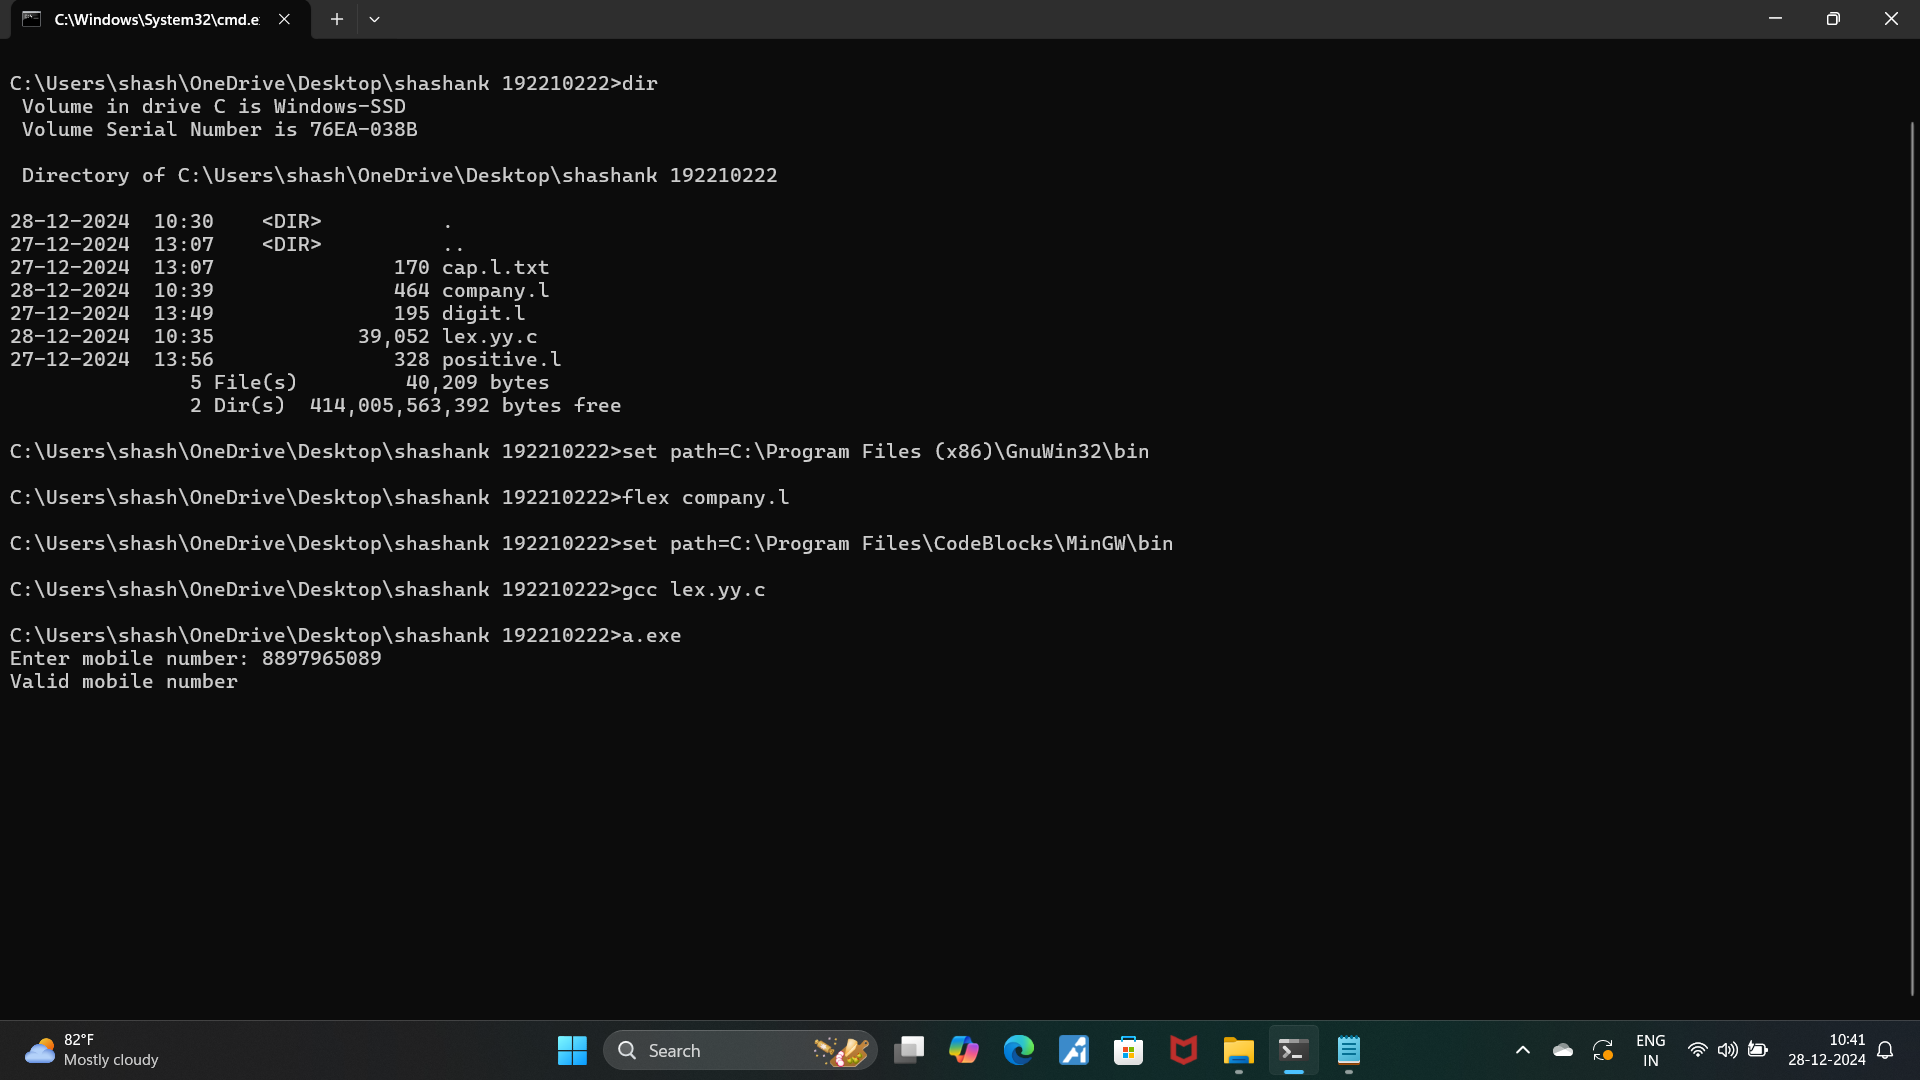 C:\Windows\System32\cmd.e
C:\Users\shash\OneDrive\Desktop\shashank 192210222>dir
 Volume in drive C is Windows-SSD
 Volume Serial Number is 76EA-038B
 Directory of C:\Users\shash\OneDrive\Desktop\shashank 192210222
28-12-2024  10:30    <DIR>          .
27-12-2024  13:07    <DIR>          ..
27-12-2024  13:07               170 cap.l.txt
28-12-2024  10:39               464 company.l
27-12-2024  13:49               195 digit.l
28-12-2024  10:35            39,052 lex.yy.c
27-12-2024  13:56               328 positive.l
               5 File(s)         40,209 bytes
               2 Dir(s)  414,005,563,392 bytes free
C:\Users\shash\OneDrive\Desktop\shashank 192210222>set path=C:\Program Files (x86)\GnuWin32\bin
C:\Users\shash\OneDrive\Desktop\shashank 192210222>flex company.l
C:\Users\shash\OneDrive\Desktop\shashank 192210222>set path=C:\Program Files\CodeBlocks\MinGW\bin
C:\Users\shash\OneDrive\Desktop\shashank 192210222>gcc lex.yy.c
C:\Users\shash\OneDrive\Desktop\shashank 192210222>a.exe
Enter mobile number: 8897965089
Valid mobile number
82°F
Mostly cloudy
Search
ENG
IN
10:41
28-12-2024